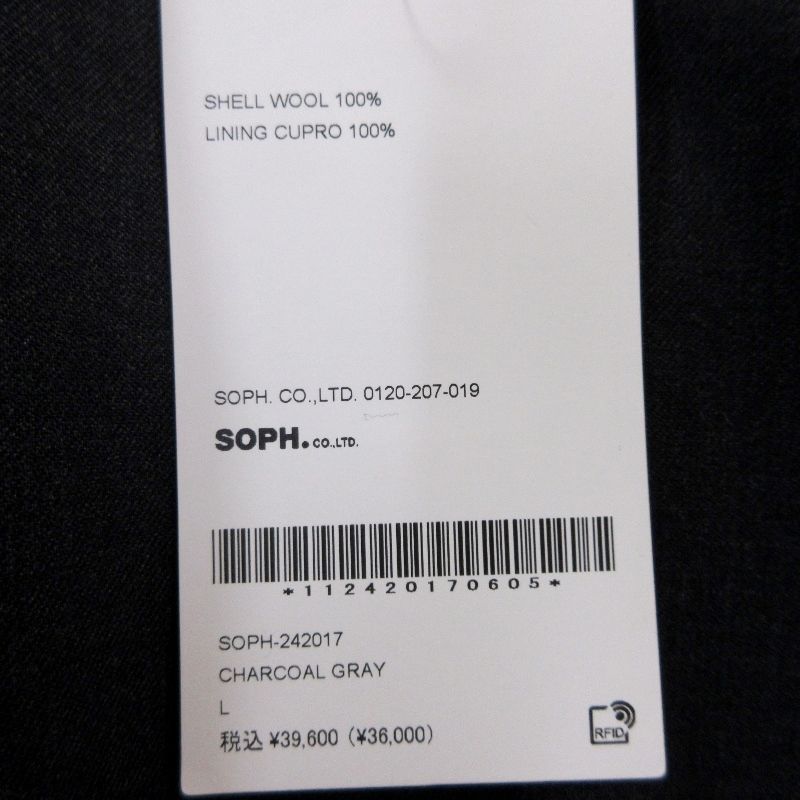 SHELL WOOL 100%
LINING CUPRO 100%
SOPH. CO.,LTD. 0120-207-019
SOPH. CO.,LTD.
*112420170605*
SOPH-242017
CHARCOAL GRAY
L
税込 ¥39,600 (¥36,000)
RFID